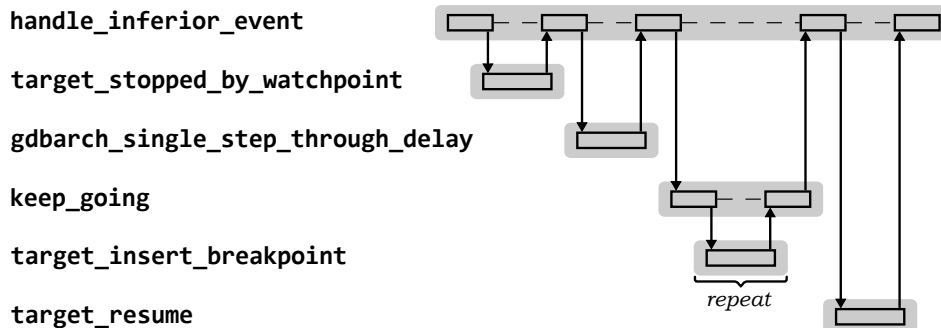 handle_inferior_event
target_stopped_by_watchpoint
gdbarch_single_step_through_delay
keep_going
target_insert_breakpoint
repeat
target_resume